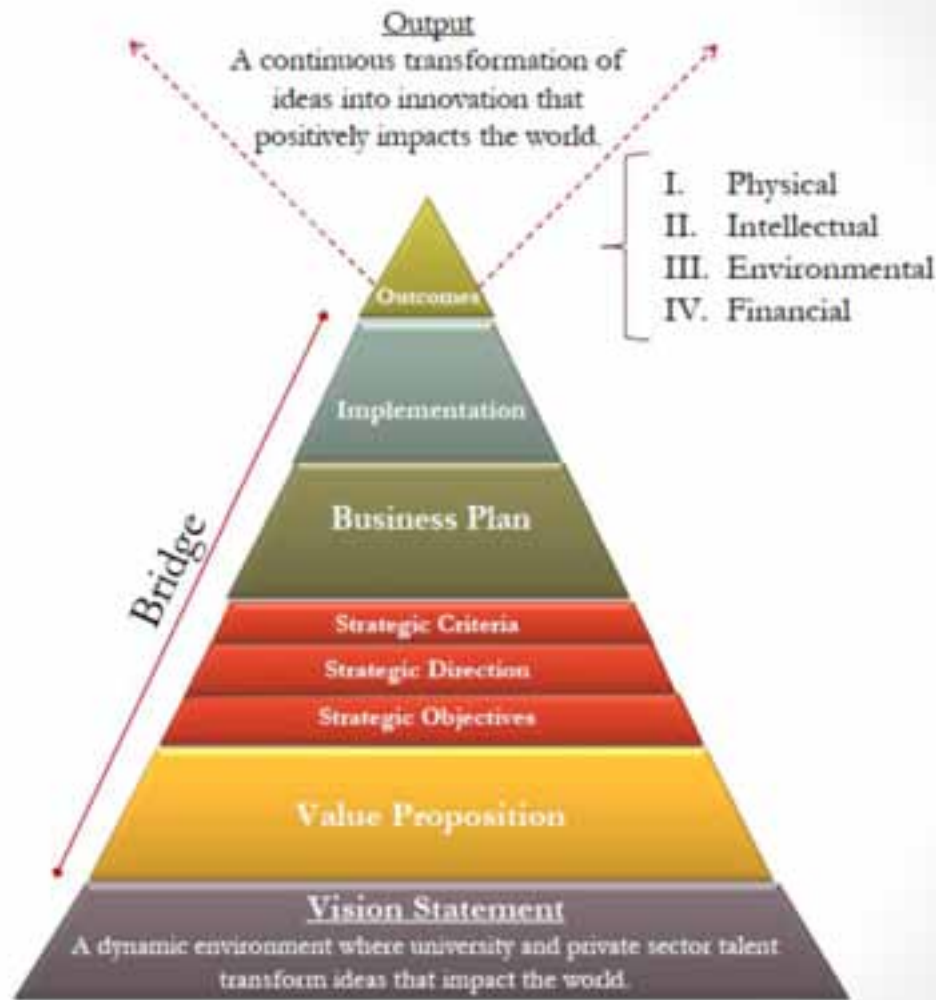 Output
A continuous transformation of
ideas into innovation that
positively impacts the world.
I. Physical
II. Intellectual
III. Environmental
IV. Financial
Outcomes
Implementation
Business Plan
Bridge
Strategic Criteria
Strategic Direction
Strategic Objectives
Value Proposition
Vision Statement
A dynamic environment where university and private sector talent
transform ideas that impact the world.